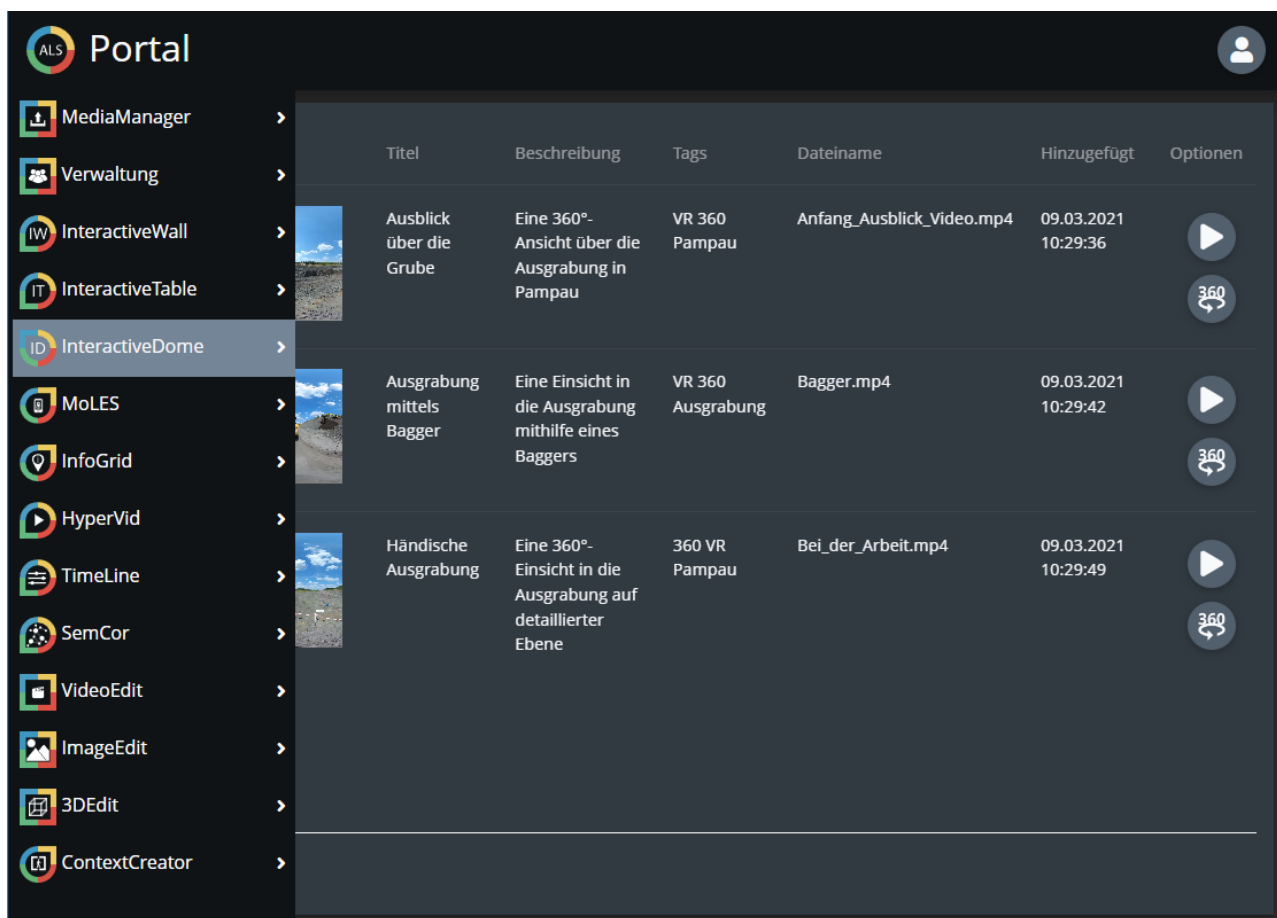 ALS Portal
MediaManager
Verwaltung
IW InteractiveWall
IT InteractiveTable
ID InteractiveDome
MoLES
InfoGrid
HyperVid
TimeLine
SemCor
VideoEdit
ImageEdit
3DEdit
ContextCreator
Titel Beschreibung Tags Dateiname Hinzugefügt Optionen
Ausblick
über die
Grube
Eine 360°-
Ansicht über die
Ausgrabung in
Pampau
VR 360
Pampau
Anfang_Ausblick_Video.mp4
09.03.2021
10:29:36
360
Ausgrabung
mittels
Bagger
Eine Einsicht in
die Ausgrabung
mithilfe eines
Baggers
VR 360
Ausgrabung
Bagger.mp4
09.03.2021
10:29:42
360
Händische
Ausgrabung
Eine 360°-
Einsicht in die
Ausgrabung auf
detaillierter
Ebene
360 VR
Pampau
Bei_der_Arbeit.mp4
09.03.2021
10:29:49
360